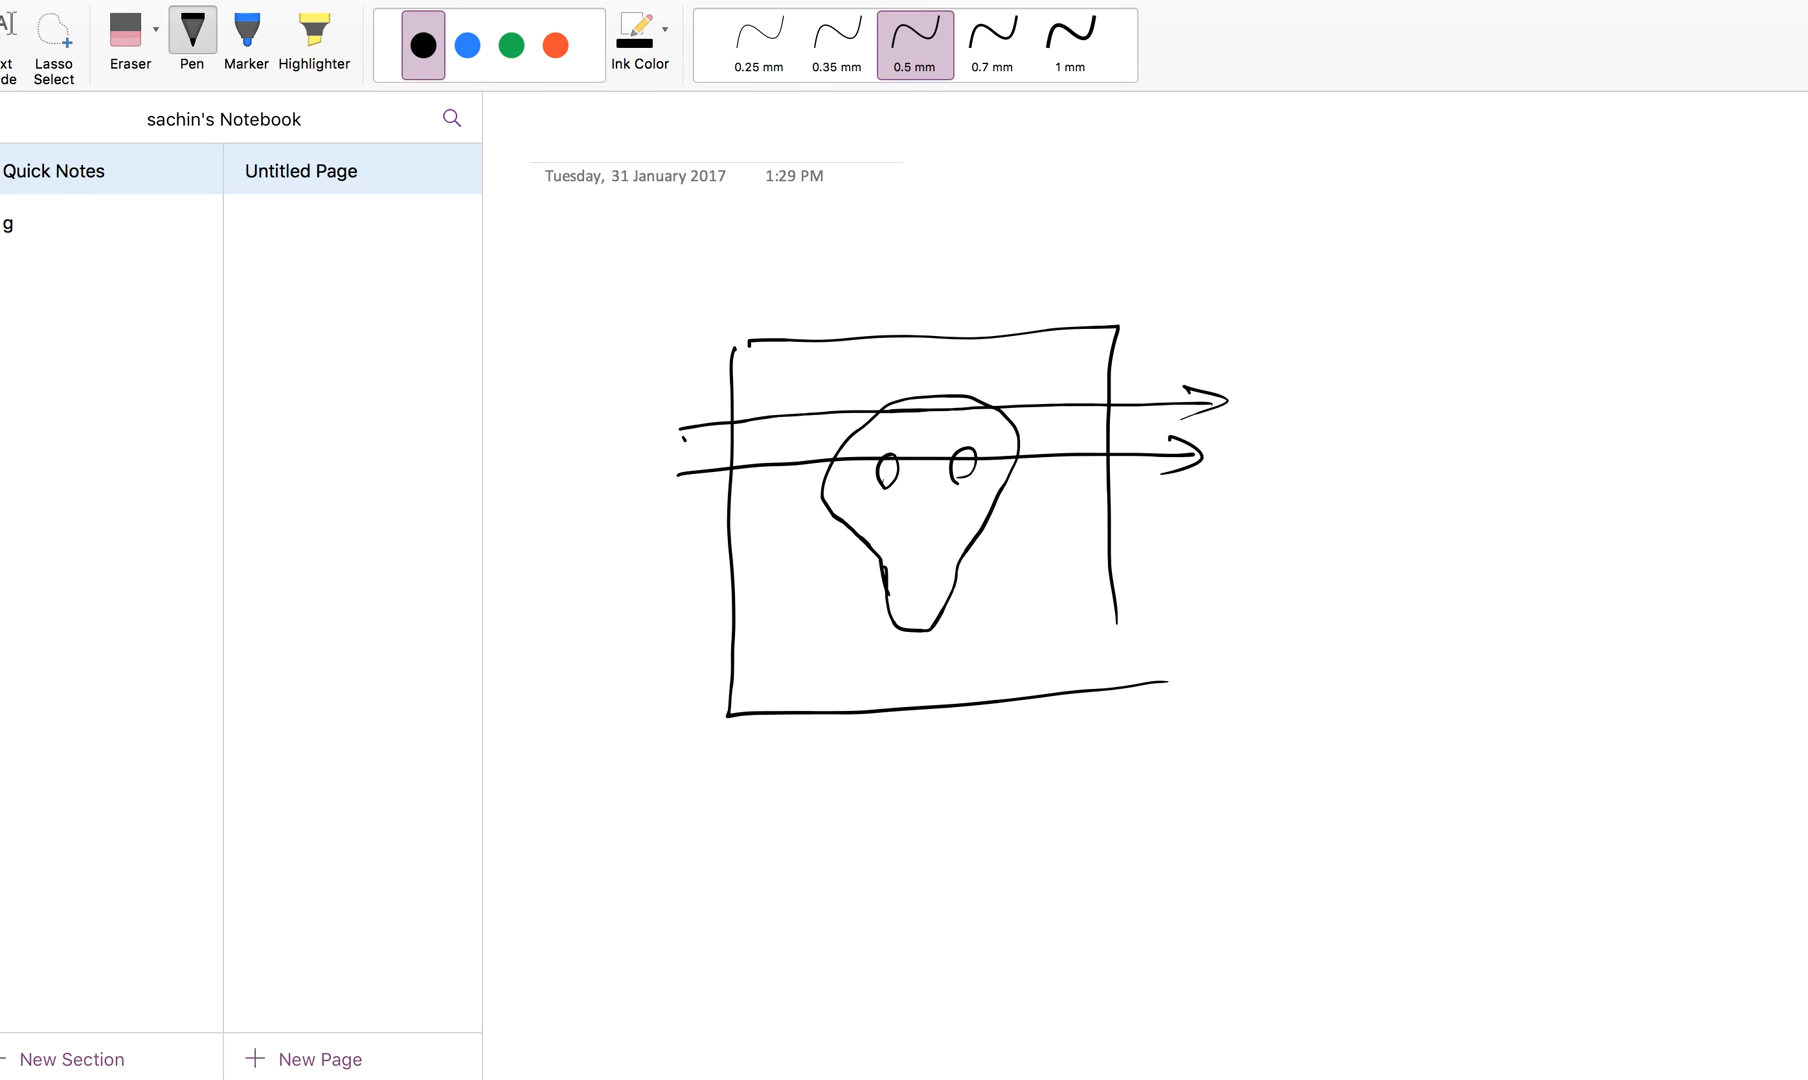 Lasso
Select
Eraser
Pen
Marker
Highlighter
Ink Color
0.25 mm
0.35 mm
0.5 mm
0.7 mm
1 mm
sachin's Notebook
Quick Notes
Untitled Page
g
Tuesday, 31 January 2017 1:29 PM
New Section
New Page